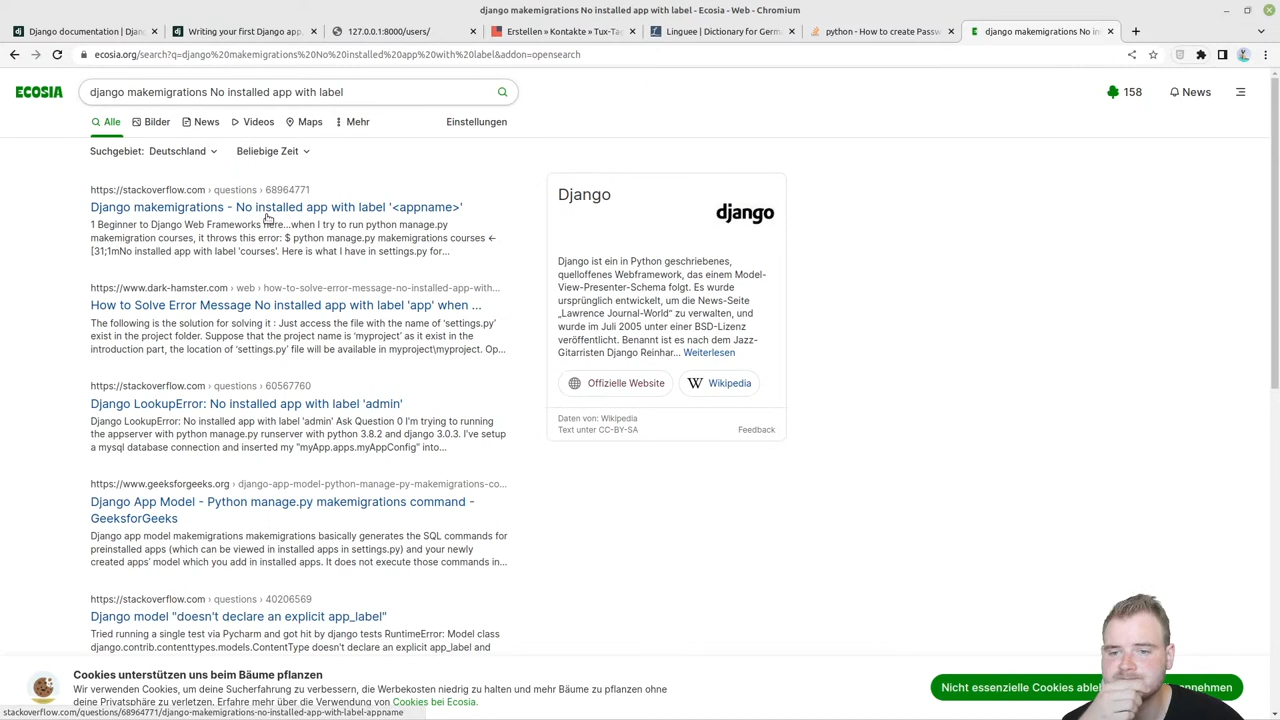 django makemigrations No installed app with label - Ecosia - Web - Chromium
Django documentation | Djan
Writing your first Django app,
127.0.0.1:8000/users/
Erstellen » Kontakte » Tux-Ta
Linguee | Dictionary for Germ
python - How to create Passw
django makemigrations No in
ecosia.org/search?q=django%20makemigrations%20No%20installed%20app%20with%20label&addon=opensearch
ECOSIA
django makemigrations No installed app with label
158
News
Alle
Bilder
News
Videos
Maps
Mehr
Einstellungen
Suchgebiet: Deutschland
Beliebige Zeit
https://stackoverflow.com › questions › 68964771
Django makemigrations - No installed app with label '<appname>'
1 Beginner to Django Web Frameworks here...when I try to run python manage.py
makemigration courses, it throws this error: $ python manage.py makemigrations courses ←
[31;1mNo installed app with label 'courses'. Here is what I have in settings.py for...
https://www.dark-hamster.com › web › how-to-solve-error-message-no-installed-app-with...
How to Solve Error Message No installed app with label 'app' when ...
The following is the solution for solving it : Just access the file with the name of ‘settings.py’
exist in the project folder. Suppose that the project name is ‘myproject’ as it exist in the
introduction part, the location of ‘settings.py’ file will be available in myproject\myproject. Op...
https://stackoverflow.com › questions › 60567760
Django LookupError: No installed app with label 'admin'
Django LookupError: No installed app with label 'admin' Ask Question 0 I'm trying to running
the appserver with python manage.py runserver with python 3.8.2 and django 3.0.3. I've setup
a mysql database connection and inserted my "myApp.apps.myAppConfig" into...
https://www.geeksforgeeks.org › django-app-model-python-manage-py-makemigrations-co...
Django App Model - Python manage.py makemigrations command -
GeeksforGeeks
Django app model makemigrations makemigrations basically generates the SQL commands for
preinstalled apps (which can be viewed in installed apps in settings.py) and your newly
created apps’ model which you add in installed apps. It does not execute those commands in...
https://stackoverflow.com › questions › 40206569
Django model "doesn't declare an explicit app_label"
Tried running a single test via Pycharm and got hit by django tests RuntimeError: Model class
django.contrib.contenttypes.models.ContentType doesn't declare an explicit app_label and
Django
django
Django ist ein in Python geschriebenes,
quelloffenes Webframework, das einem Model-
View-Presenter-Schema folgt. Es wurde
ursprünglich entwickelt, um die News-Seite
„Lawrence Journal-World“ zu verwalten, und
wurde im Juli 2005 unter einer BSD-Lizenz
veröffentlicht. Benannt ist es nach dem Jazz-
Gitarristen Django Reinhar... Weiterlesen
Offizielle Website
W Wikipedia
Daten von: Wikipedia
Text unter CC-BY-SA
Feedback
Cookies unterstützen uns beim Bäume pflanzen
Wir verwenden Cookies, um deine Sucherfahrung zu verbessern, die Werbekosten niedrig zu halten und mehr Bäume zu pflanzen ohne
deine Privatsphäre zu verletzen. Erfahre mehr über die Verwendung von Cookies bei Ecosia.
Nicht essenzielle Cookies able
nnehmen
stackoverflow.com/questions/68964771/django-makemigrations-no-installed-app-with-label-appname